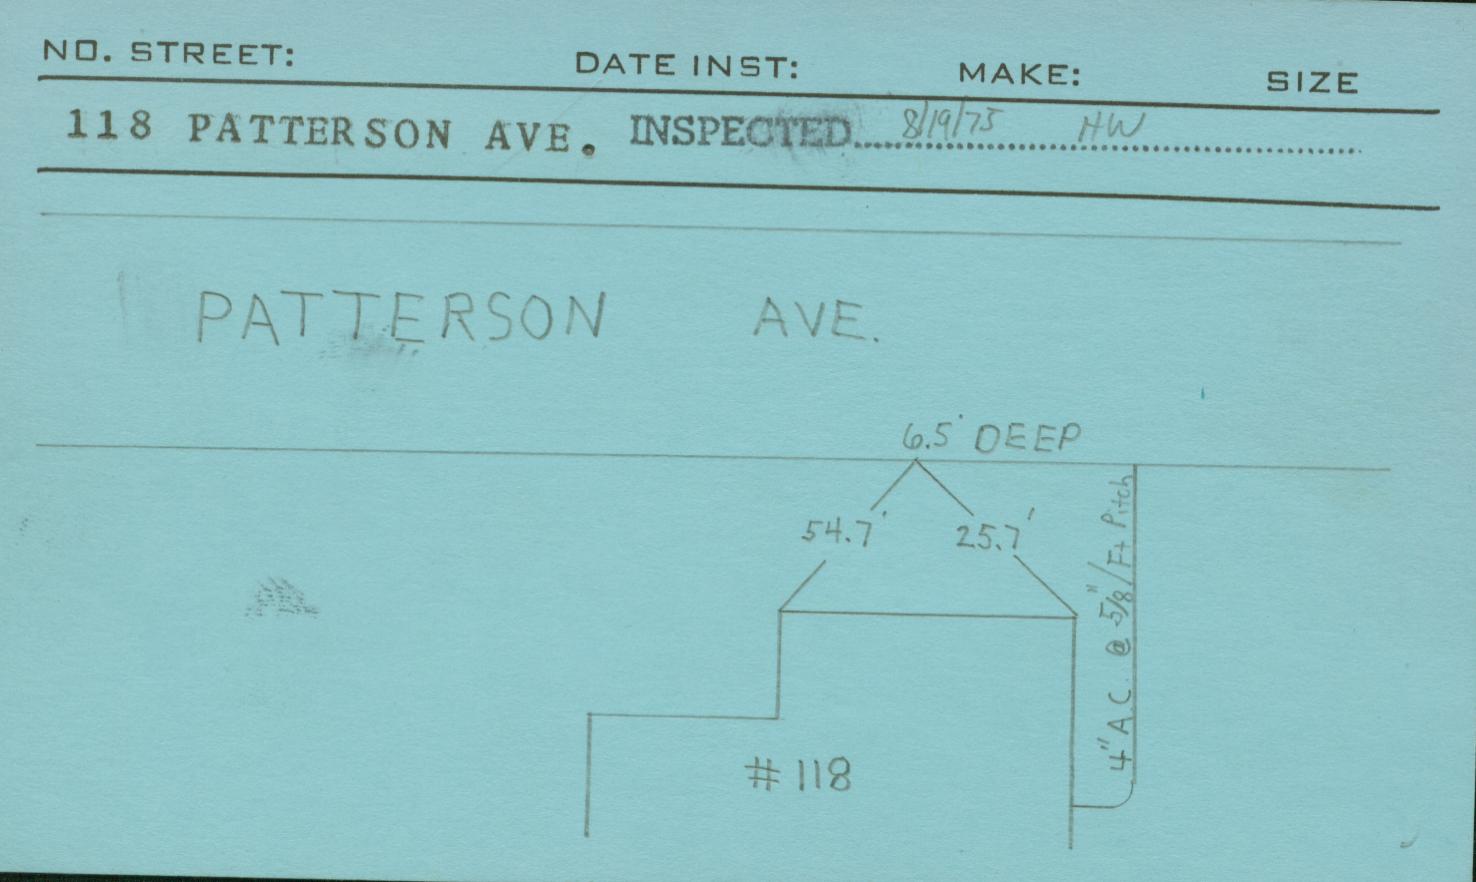 NO. STREET: DATE INST: MAKE: SIZE
118 PATTERSON AVE. INSPECTED 8/19/75 HW
PATTERSON AVE.
6.5' DEEP
54.7' 25.7'
4" A.C. @ 5/8"/Ft Pitch
#118